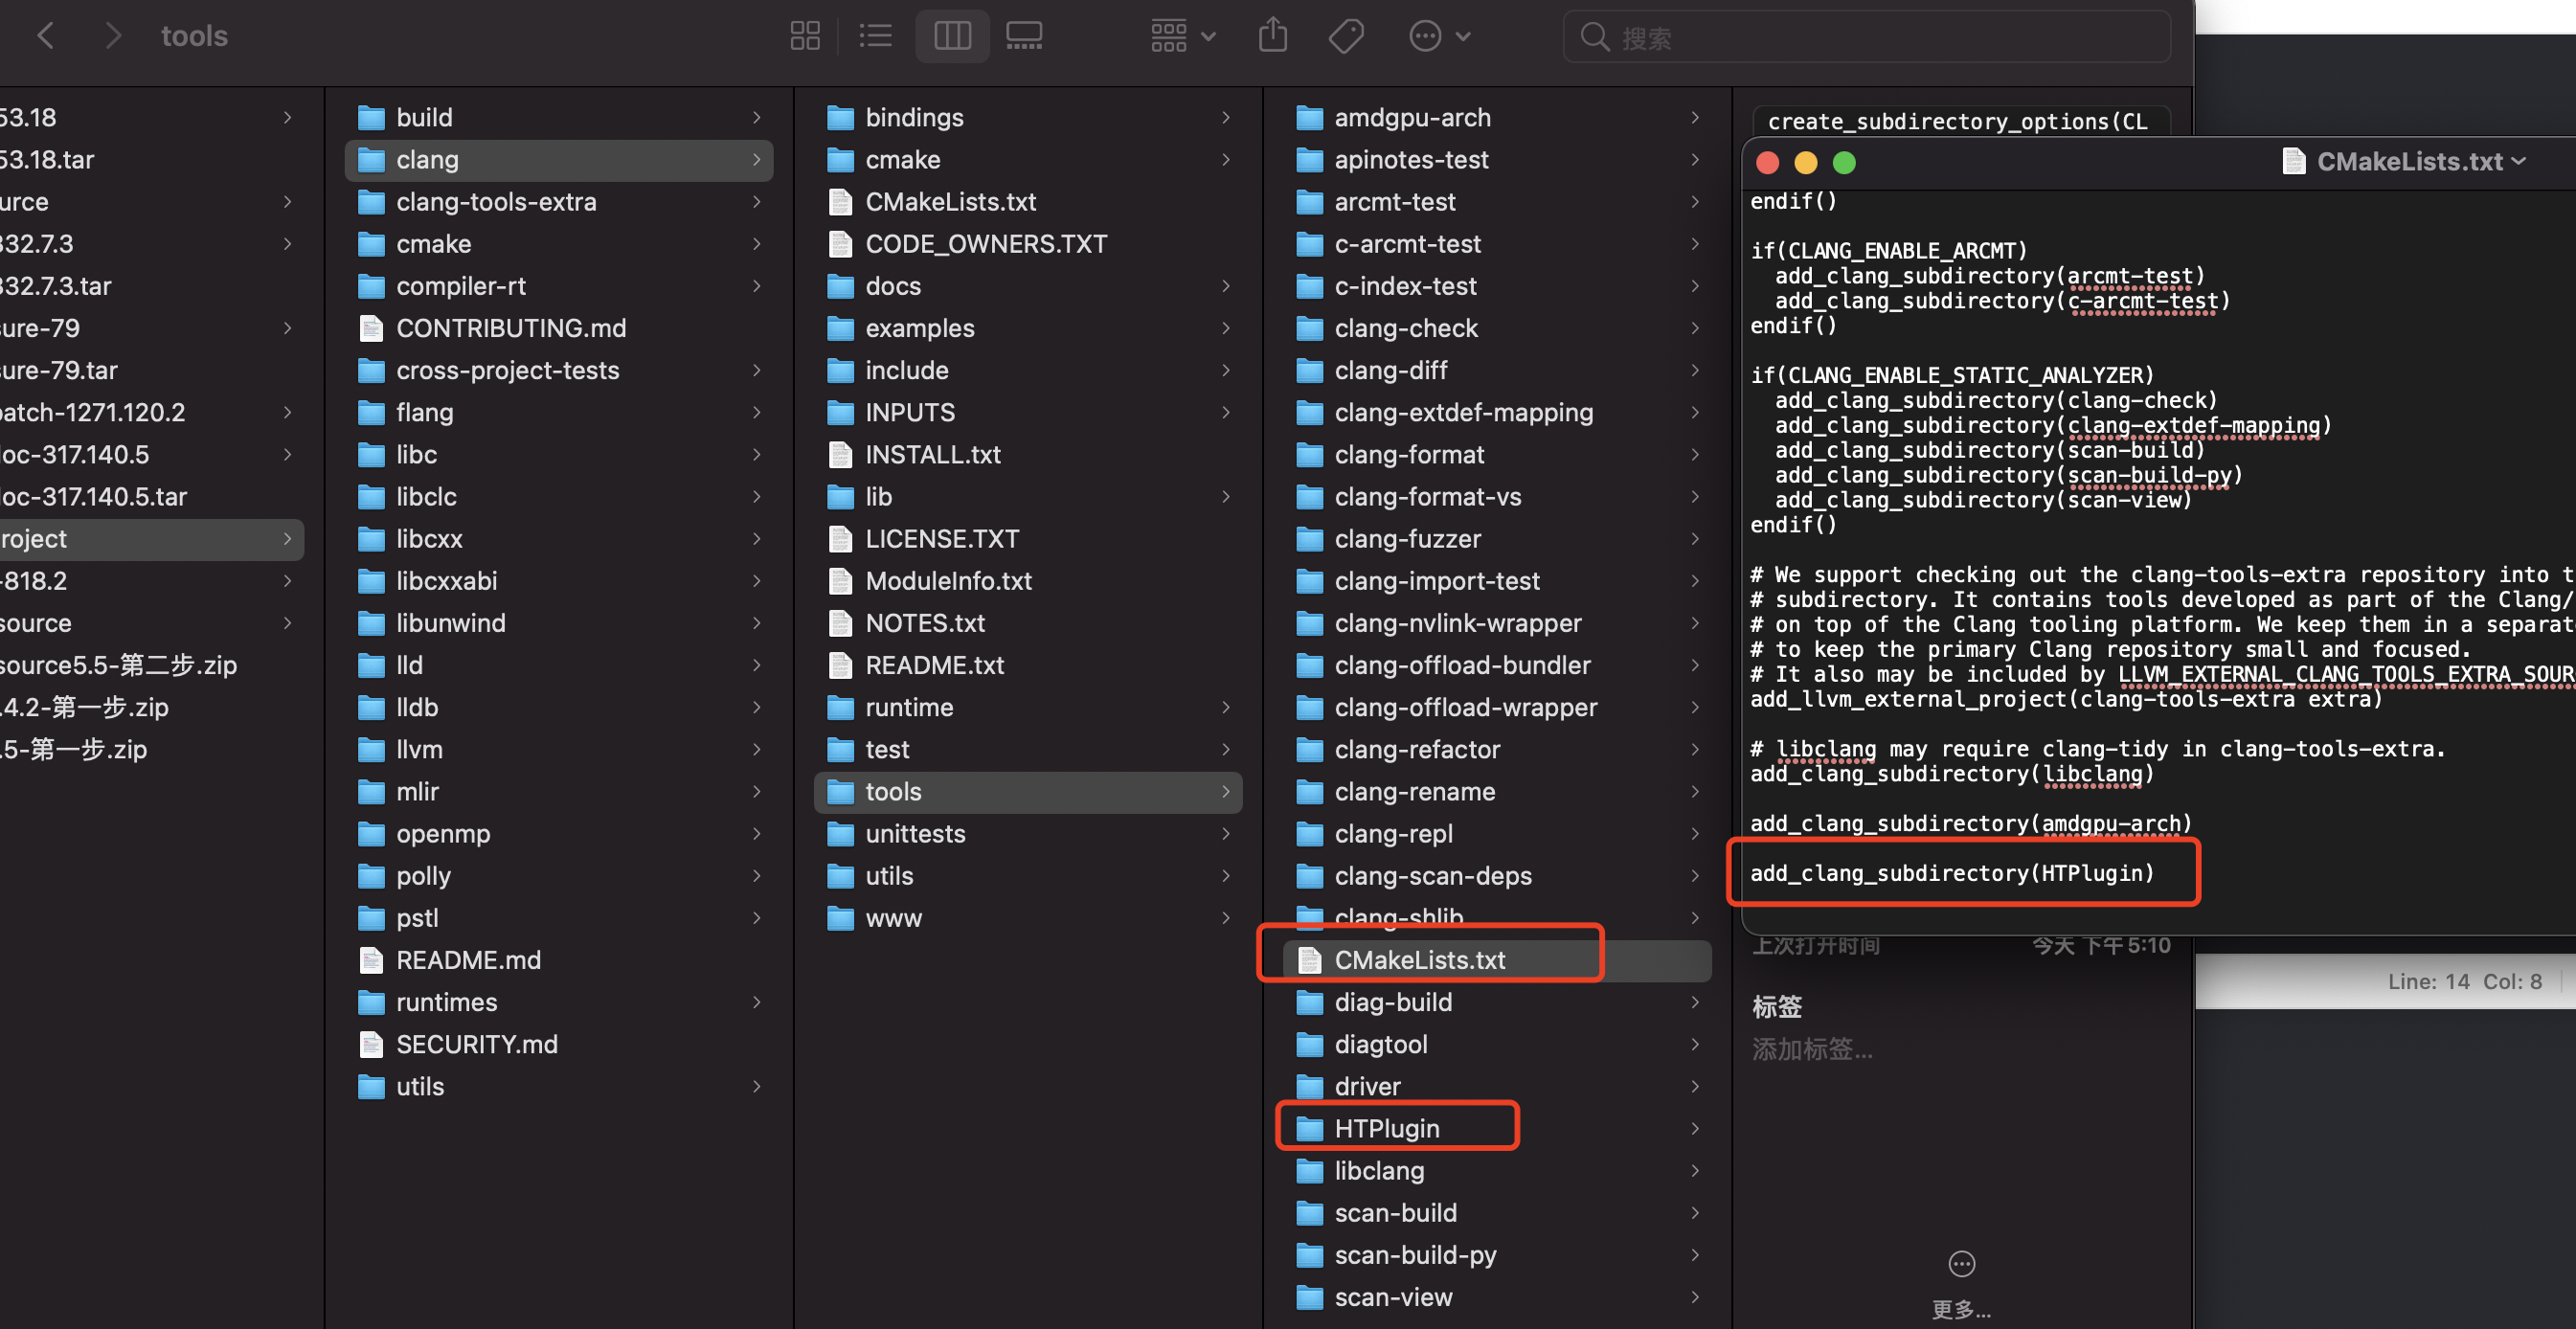 tools
搜索
53.18
53.18.tar
urce
332.7.3
332.7.3.tar
sure-79
ure-79.tar
patch-1271.120.2
loc-317.140.5
loc-317.140.5.tar
roject
-818.2
source
source5.5-第二步.zip
.4.2-第一步.zip
.5-第一步.zip
build
clang
clang-tools-extra
cmake
compiler-rt
CONTRIBUTING.md
cross-project-tests
flang
libc
libclc
libcxx
libcxxabi
libunwind
lld
lldb
llvm
mlir
openmp
polly
pstl
README.md
runtimes
SECURITY.md
utils
bindings
cmake
CMakeLists.txt
CODE_OWNERS.TXT
docs
examples
include
INPUTS
INSTALL.txt
lib
LICENSE.TXT
ModuleInfo.txt
NOTES.txt
README.txt
runtime
test
tools
unittests
utils
www
amdgpu-arch
apinotes-test
arcmt-test
c-arcmt-test
c-index-test
clang-check
clang-diff
clang-extdef-mapping
clang-format
clang-format-vs
clang-fuzzer
clang-import-test
clang-nvlink-wrapper
clang-offload-bundler
clang-offload-wrapper
clang-refactor
clang-rename
clang-repl
clang-scan-deps
clang-shlib
CMakeLists.txt
diag-build
diagtool
driver
HTPlugin
libclang
scan-build
scan-build-py
scan-view
create_subdirectory_options(CL
CMakeLists.txt
endif()
if(CLANG_ENABLE_ARCMT)
add_clang_subdirectory(arcmt-test)
add_clang_subdirectory(c-arcmt-test)
endif()
if(CLANG_ENABLE_STATIC_ANALYZER)
add_clang_subdirectory(clang-check)
add_clang_subdirectory(clang-extdef-mapping)
add_clang_subdirectory(scan-build)
add_clang_subdirectory(scan-build-py)
add_clang_subdirectory(scan-view)
endif()
# We support checking out the clang-tools-extra repository into t
# subdirectory. It contains tools developed as part of the Clang/
# on top of the Clang tooling platform. We keep them in a separat
# to keep the primary Clang repository small and focused.
# It also may be included by LLVM_EXTERNAL_CLANG_TOOLS_EXTRA_SOUR
add_llvm_external_project(clang-tools-extra extra)
# libclang may require clang-tidy in clang-tools-extra.
add_clang_subdirectory(libclang)
add_clang_subdirectory(amdgpu-arch)
add_clang_subdirectory(HTPlugin)
上次打开时间 今天 下午5:10
标签
添加标签...
更多...
Line: 14 Col: 8